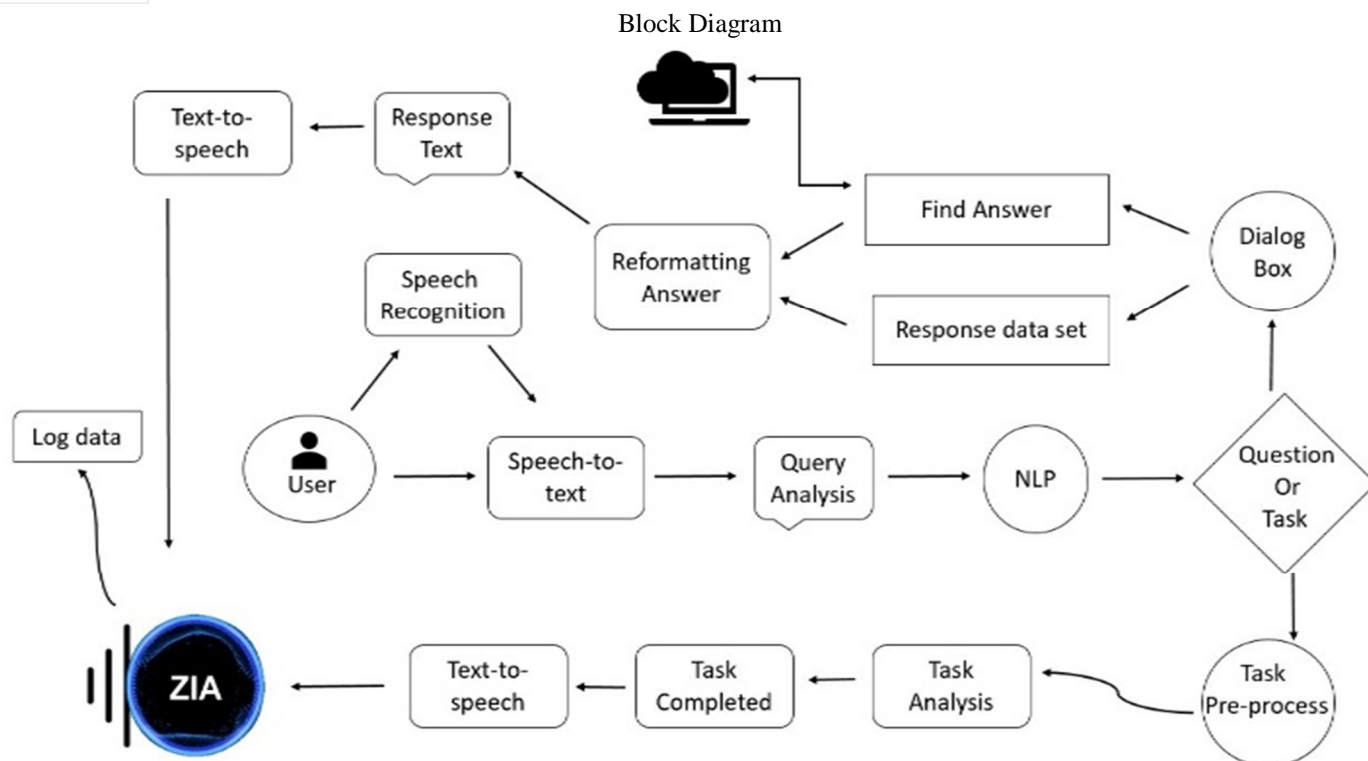 Block Diagram
Text-to-
speech
Response
Text
Find Answer
Dialog
Box
Reformatting
Answer
Speech
Recognition
Response data set
Log data
User
Speech-to-
text
Query
Analysis
NLP
Question
Or
Task
ZIA
Text-to-
speech
Task
Completed
Task
Analysis
Task
Pre-process